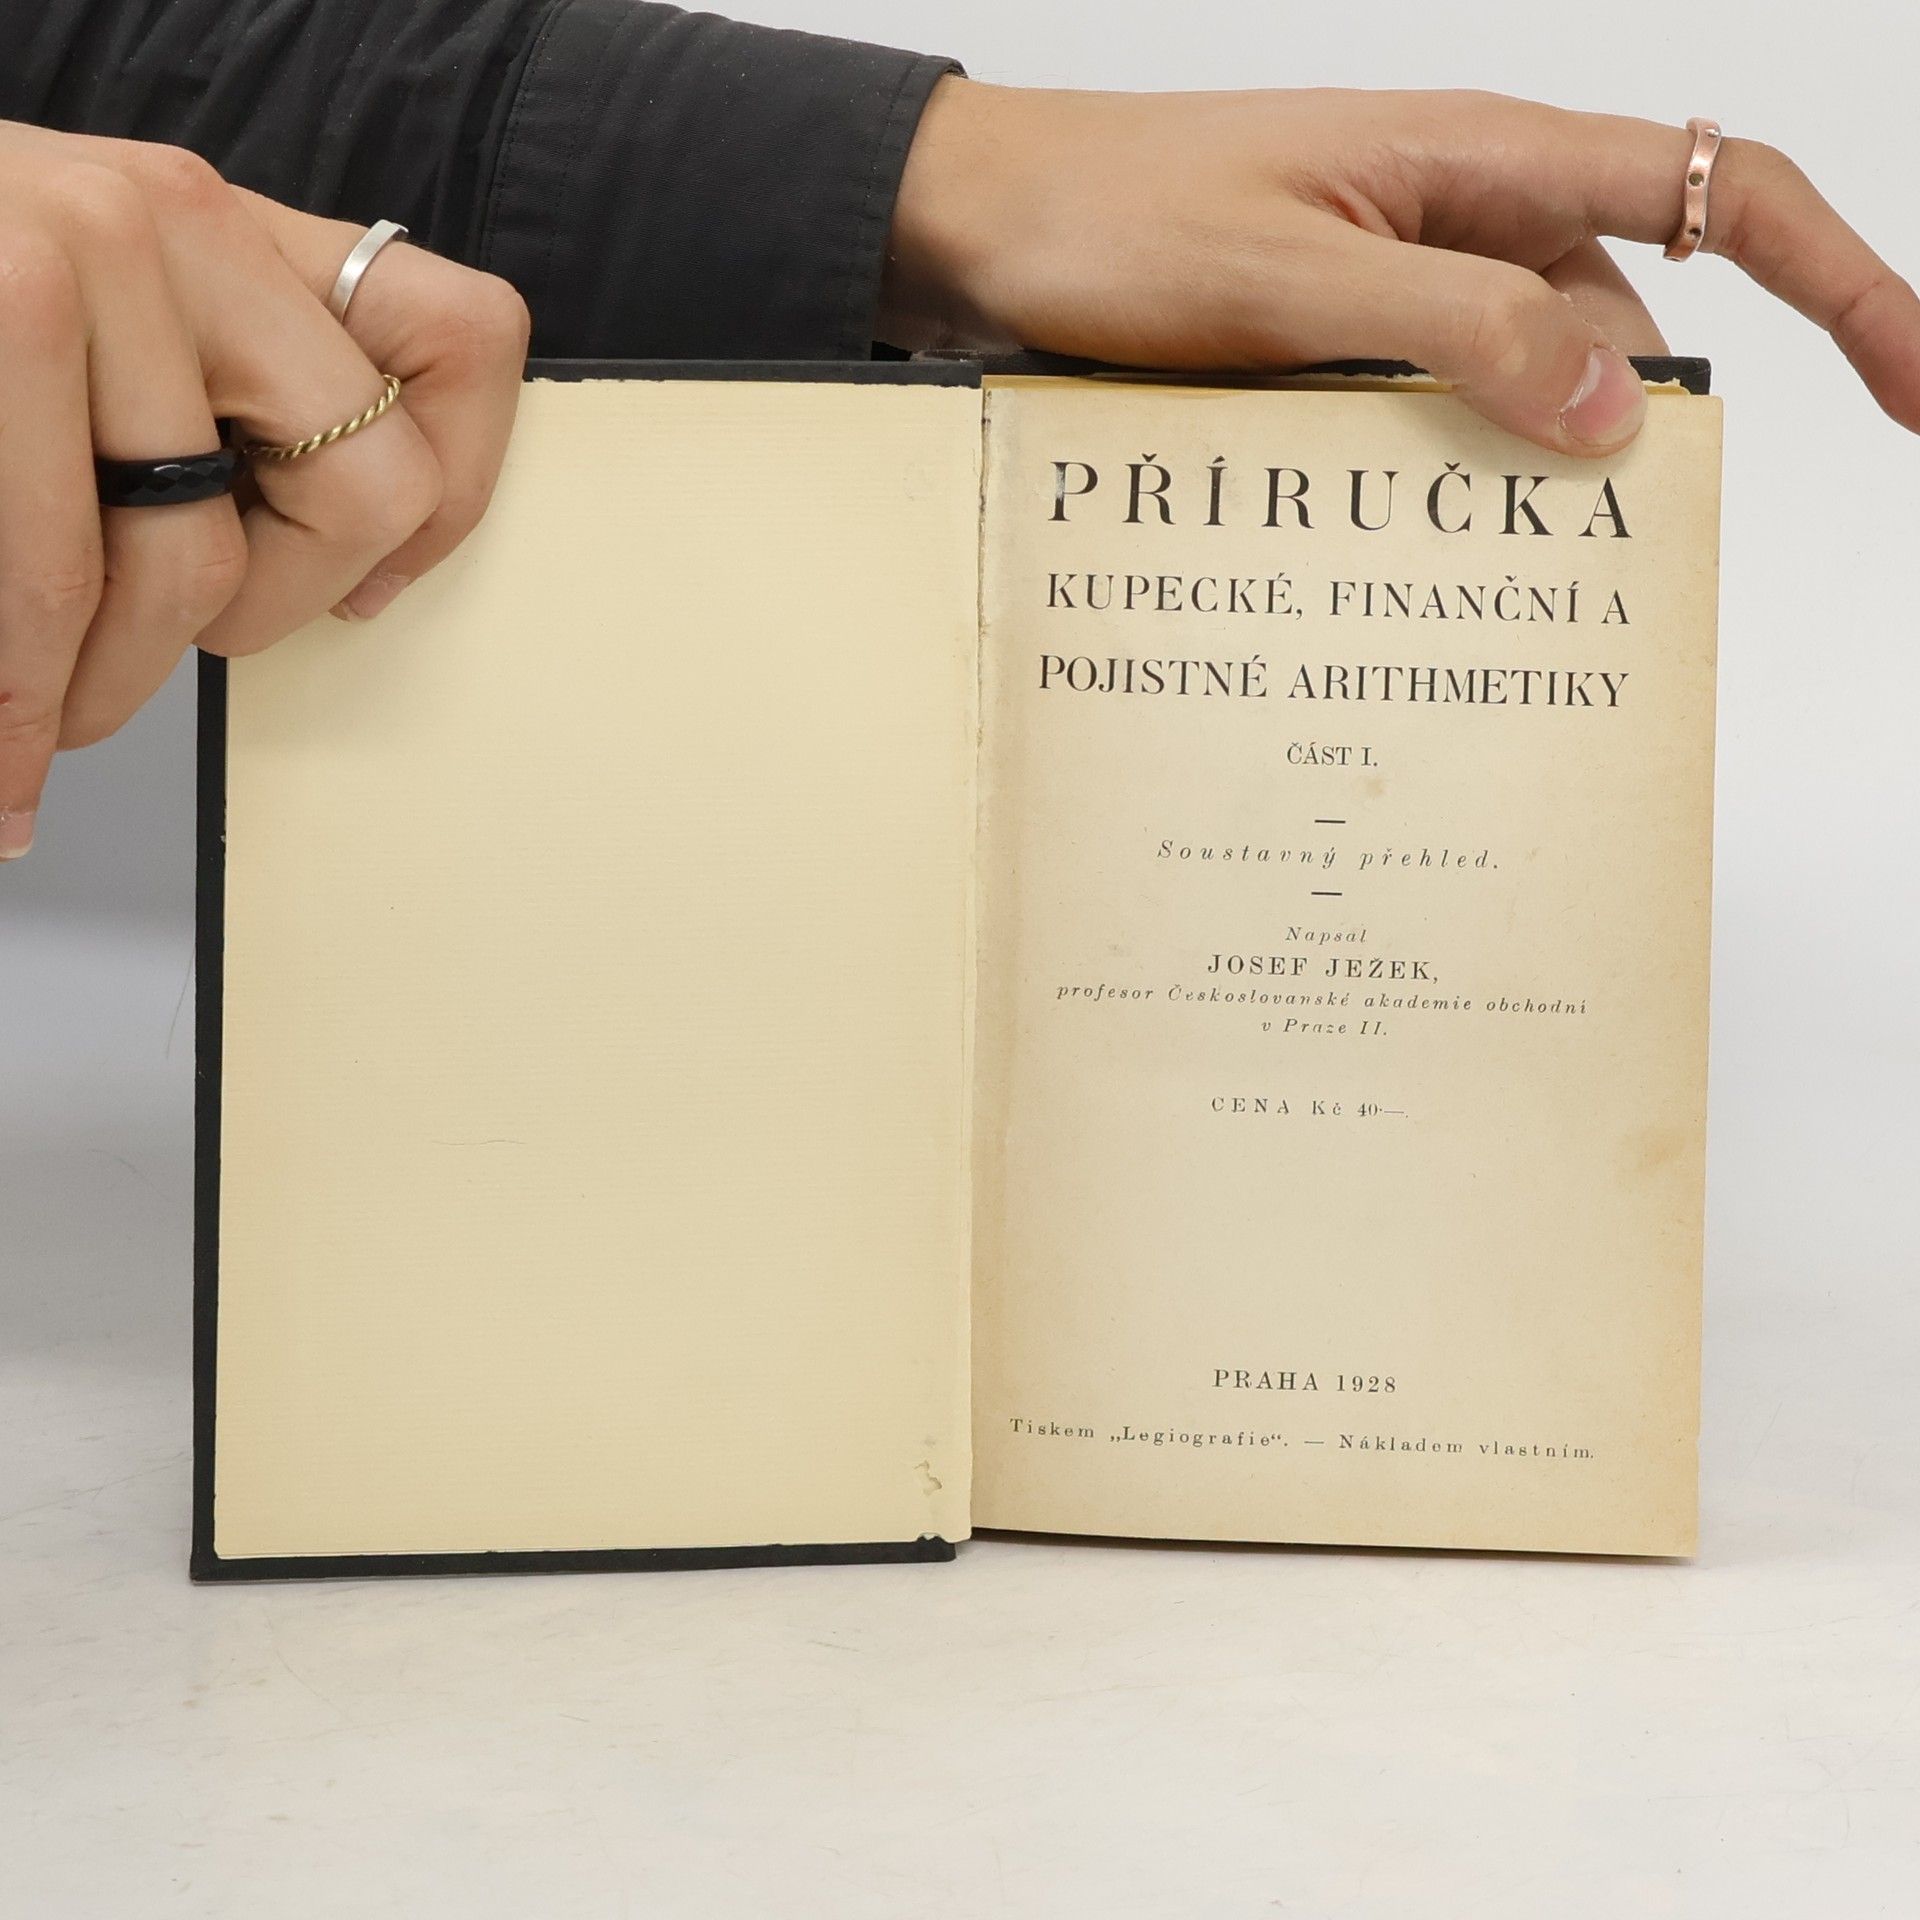 PŘÍRUČKA
KUPECKÉ, FINANČNÍ A
POJISTNÉ ARITHMETIKY
ČÁST I.
Soustavný přehled.
Napsal
JOSEF JEŽEK,
profesor Českoslovanské akademie obchodní
v Praze II.
CENA Kč 40·—.
PRAHA 1928
Tiskem „Legiografie“. — Nákladem vlastním.